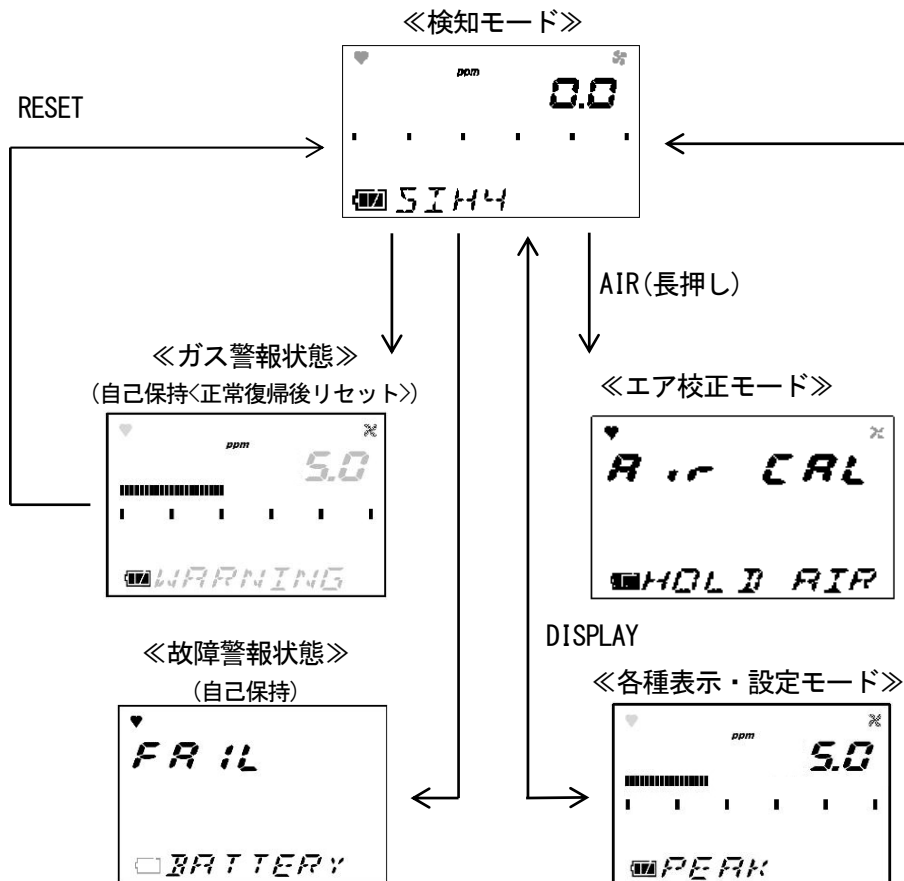 ≪検知モード≫
ppm
0.0
SIH4
RESET
AIR(長押し)
≪ガス警報状態≫
(自己保持<正常復帰後リセット>)
ppm
5.0
WARNING
≪エア校正モード≫
Air CAL
HOLD AIR
DISPLAY
≪故障警報状態≫
(自己保持)
FAIL
BATTERY
≪各種表示・設定モード≫
ppm
5.0
PEAK